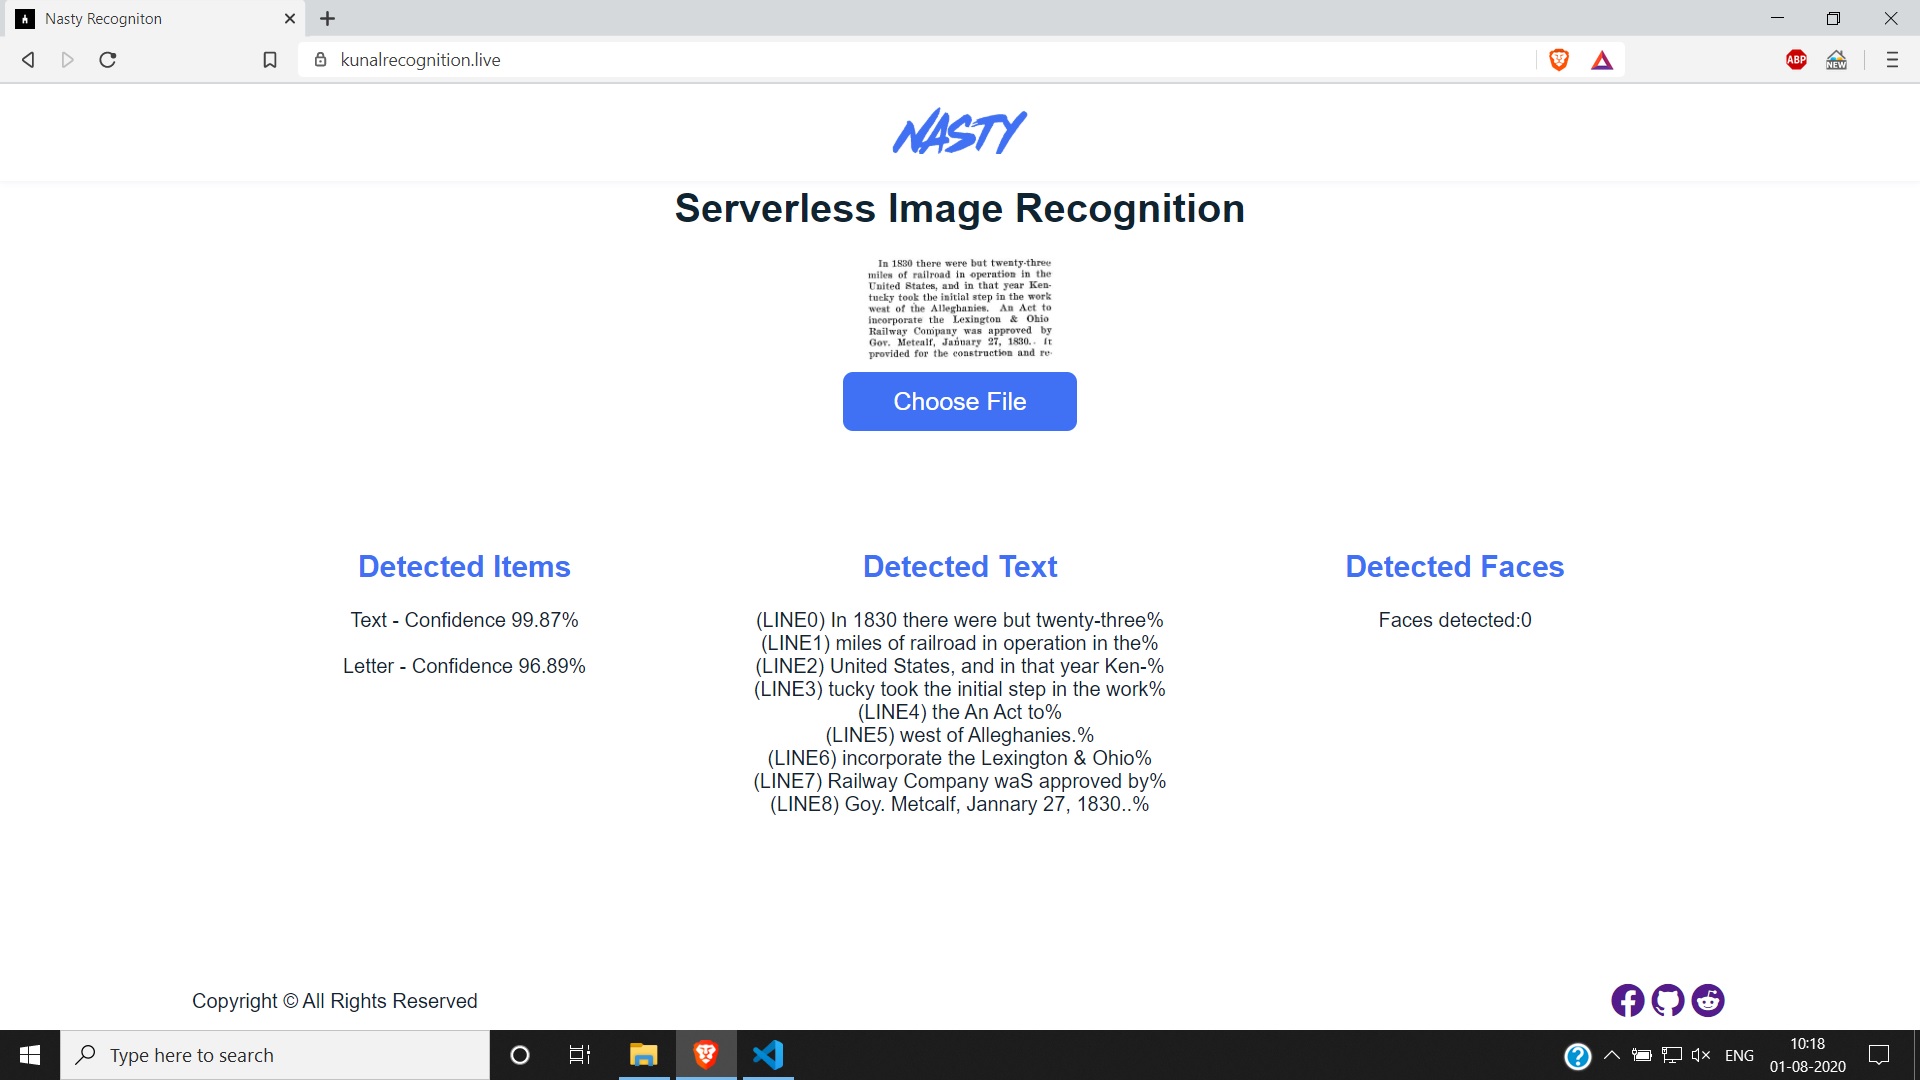 Nasty Recogniton
kunalrecognition.live
ABP
NEW
NASTY
Serverless Image Recognition
In 1830 there were but twenty-three
miles of railroad in operation in the
United States, and in that year Ken-
tucky took the initial step in the work
west of the Alleghanies. An Act to
incorporate the Lexington & Ohio
Railway Company was approved by
Gov. Metcalf, January 27, 1830.. It
provided for the construction and re-
Choose File
Detected Items
Text - Confidence 99.87%
Letter - Confidence 96.89%
Detected Text
(LINE0) In 1830 there were but twenty-three%
(LINE1) miles of railroad in operation in the%
(LINE2) United States, and in that year Ken-%
(LINE3) tucky took the initial step in the work%
(LINE4) the An Act to%
(LINE5) west of Alleghanies.%
(LINE6) incorporate the Lexington & Ohio%
(LINE7) Railway Company waS approved by%
(LINE8) Goy. Metcalf, Jannary 27, 1830..%
Detected Faces
Faces detected:0
Copyright © All Rights Reserved
Type here to search
ENG
10:18
01-08-2020